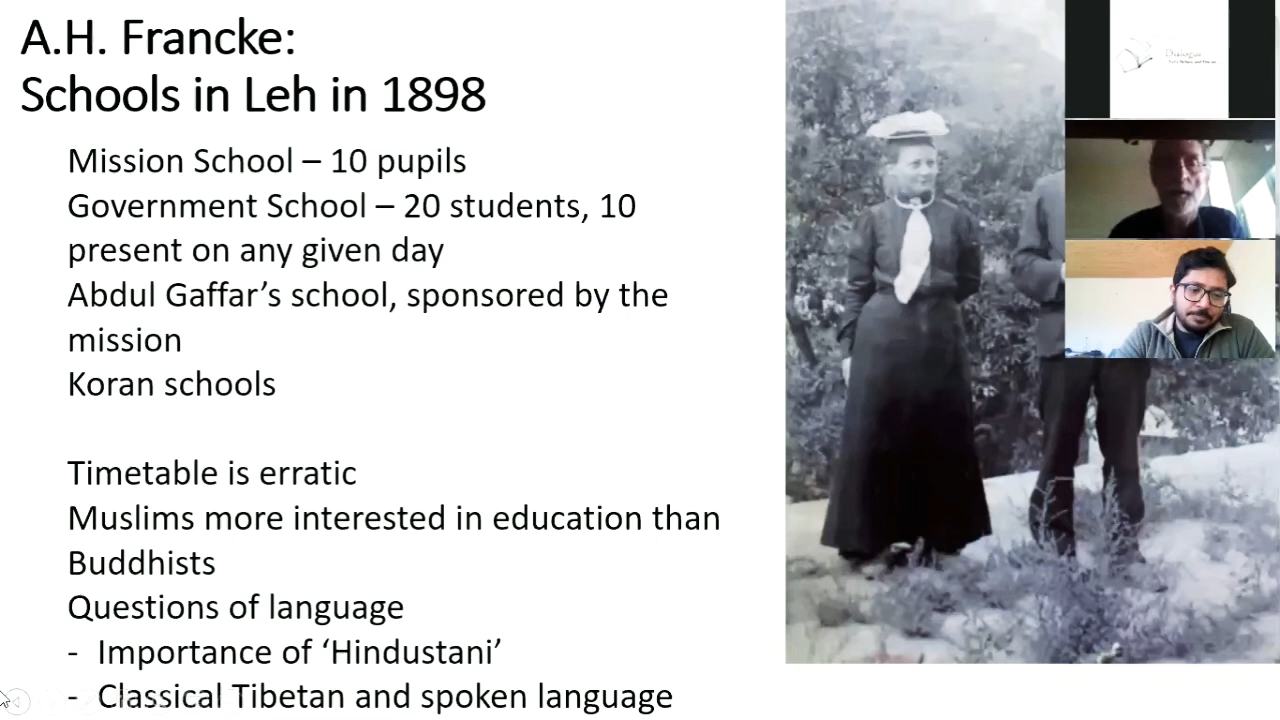 A.H. Francke:
Schools in Leh in 1898
Mission School – 10 pupils
Government School – 20 students, 10
present on any given day
Abdul Gaffar’s school, sponsored by the
mission
Koran schools
Timetable is erratic
Muslims more interested in education than
Buddhists
Questions of language
- Importance of ‘Hindustani’
- Classical Tibetan and spoken language
Dialogue